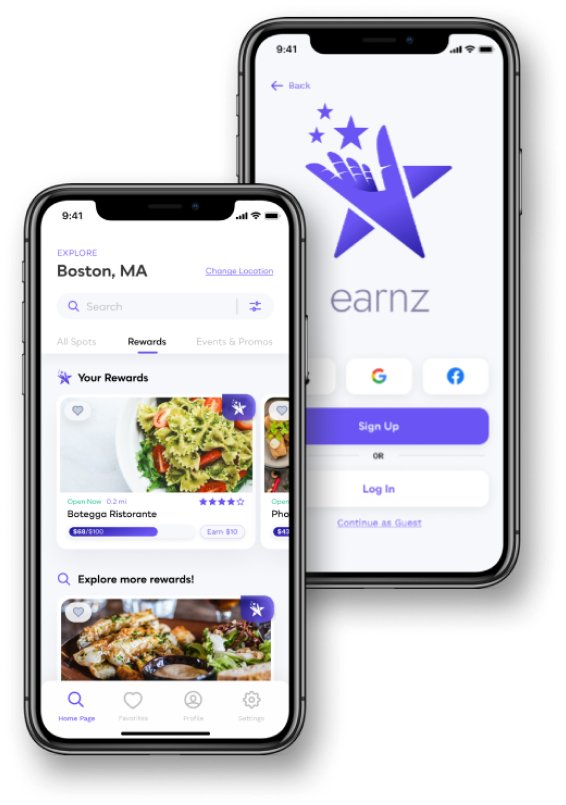 9:41
Back
earnz
Sign Up
OR
Log In
Continue as Guest
9:41
EXPLORE
Boston, MA
Change Location
Search
All Spots
Rewards
Events & Promos
Your Rewards
Open Now 0.2 mi
Botegga Ristorante
$68/$100
Earn $10
Open
Pho
$43
Explore more rewards!
Home Page
Favorites
Profile
Settings